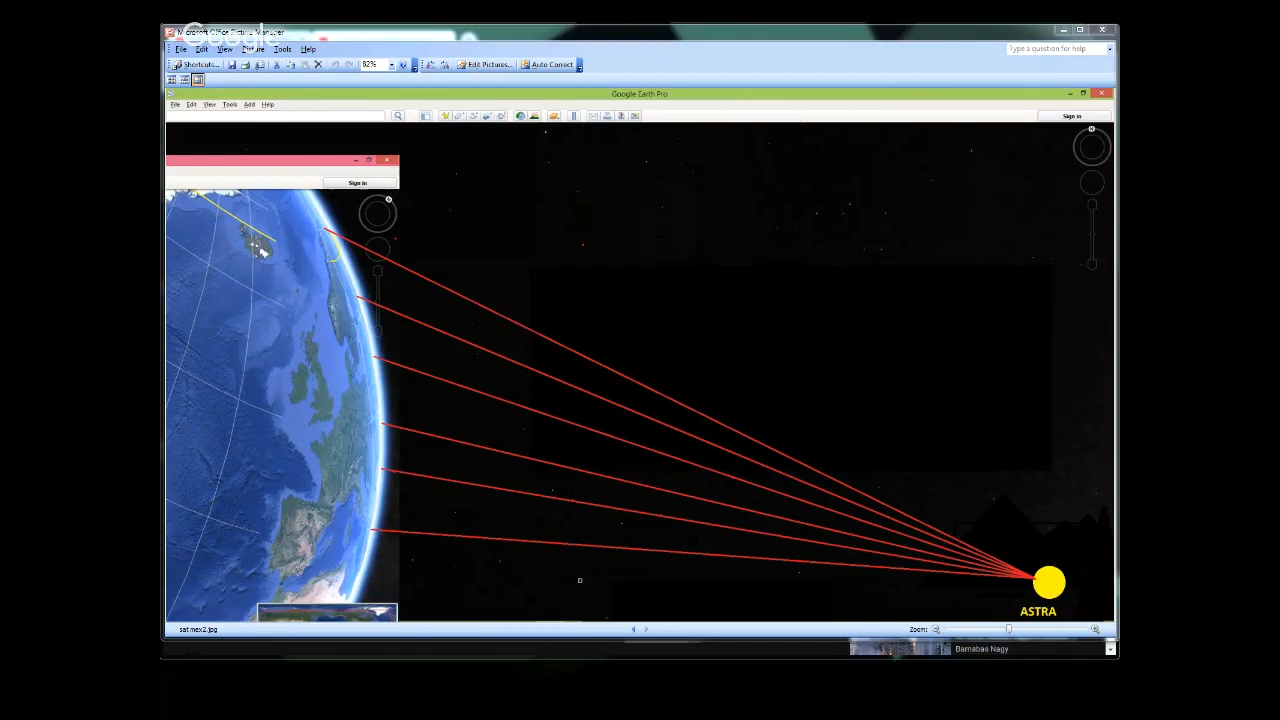 Microsoft Office Picture Manager
Google
File Edit View Picture Tools Help
Type a question for help
Shortcuts... 82% Edit Pictures... Auto Correct
Google Earth Pro
File Edit View Tools Add Help
Sign in
Sign in
N
ASTRA
satmex2.jpg
Zoom:
Barnabas Nagy